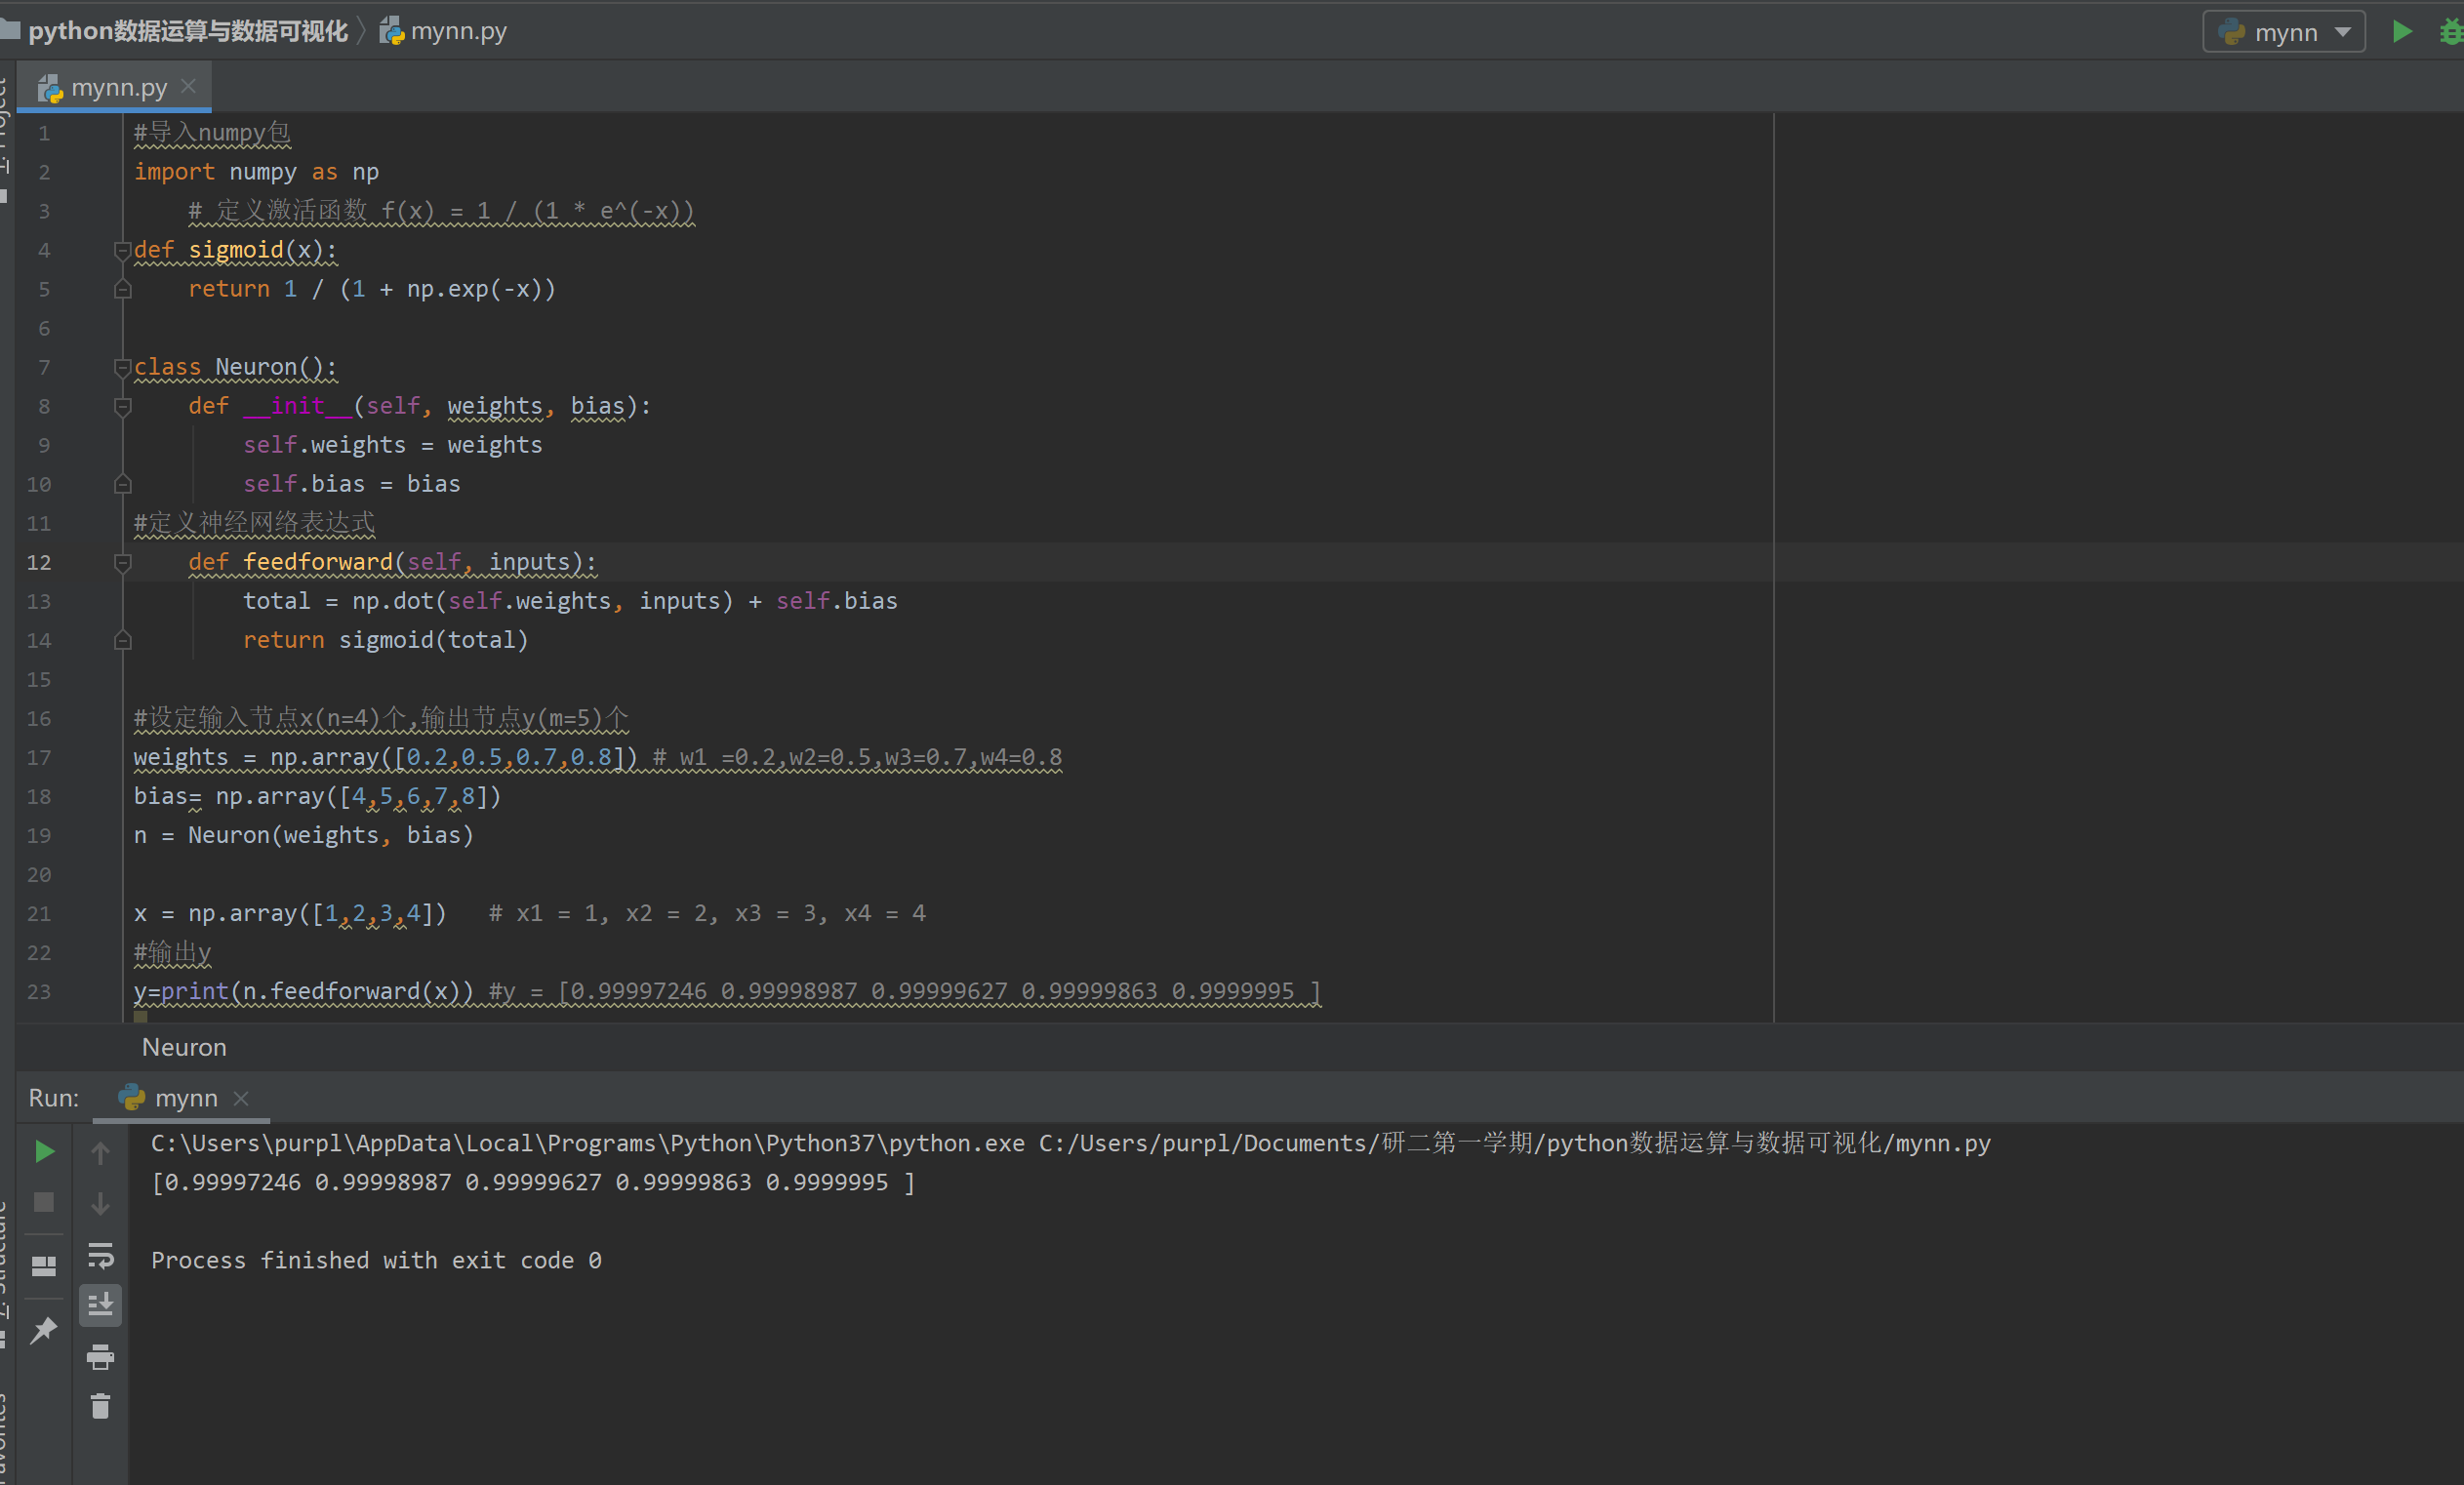 python数据运算与数据可视化 mynn.py
mynn
mynn.py
1 #导入numpy包
2 import numpy as np
3 # 定义激活函数 f(x) = 1 / (1 * e^(-x))
4 def sigmoid(x):
5 return 1 / (1 + np.exp(-x))
6
7 class Neuron():
8 def __init__(self, weights, bias):
9 self.weights = weights
10 self.bias = bias
11 #定义神经网络表达式
12 def feedforward(self, inputs):
13 total = np.dot(self.weights, inputs) + self.bias
14 return sigmoid(total)
15
16 #设定输入节点x(n=4)个,输出节点y(m=5)个
17 weights = np.array([0.2,0.5,0.7,0.8]) # w1 =0.2,w2=0.5,w3=0.7,w4=0.8
18 bias= np.array([4,5,6,7,8])
19 n = Neuron(weights, bias)
20
21 x = np.array([1,2,3,4]) # x1 = 1, x2 = 2, x3 = 3, x4 = 4
22 #输出y
23 y=print(n.feedforward(x)) #y = [0.99997246 0.99998987 0.99999627 0.99999863 0.9999995 ]
Neuron
Run: mynn
C:\Users\purpl\AppData\Local\Programs\Python\Python37\python.exe C:/Users/purpl/Documents/研二第一学期/python数据运算与数据可视化/mynn.py
[0.99997246 0.99998987 0.99999627 0.99999863 0.9999995 ]
Process finished with exit code 0